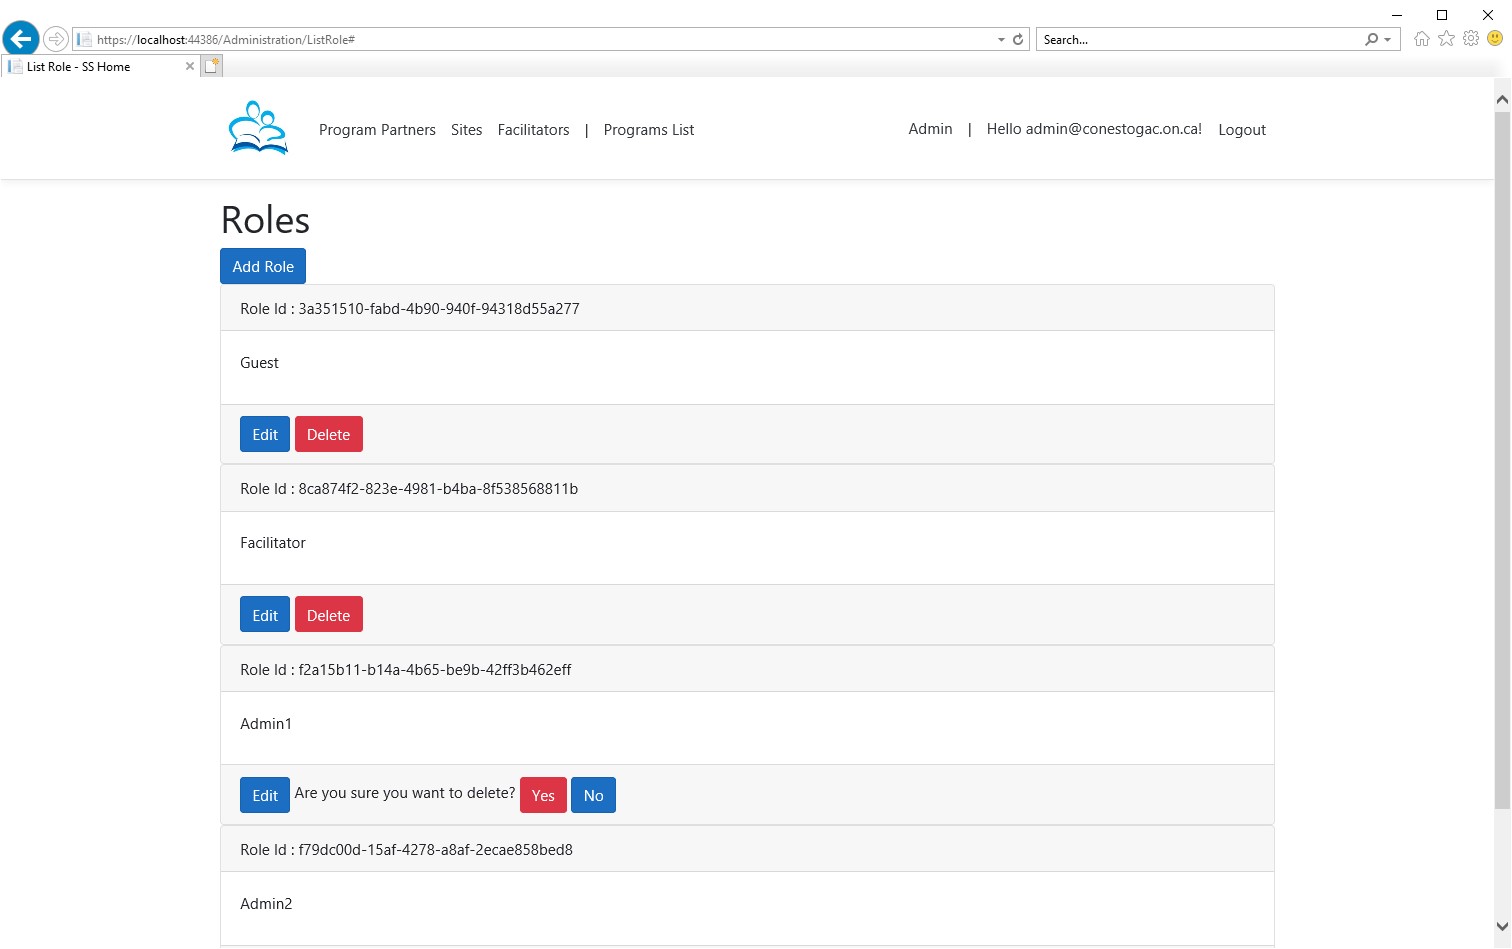 https://localhost:44386/Administration/ListRole#
Search...
List Role - SS Home
Program Partners Sites Facilitators | Programs List Admin | Hello admin@conestogac.on.ca! Logout
Roles
Add Role
Role Id : 3a351510-fabd-4b90-940f-94318d55a277
Guest
Edit Delete
Role Id : 8ca874f2-823e-4981-b4ba-8f538568811b
Facilitator
Edit Delete
Role Id : f2a15b11-b14a-4b65-be9b-42ff3b462eff
Admin1
Edit Are you sure you want to delete? Yes No
Role Id : f79dc00d-15af-4278-a8af-2ecae858bed8
Admin2